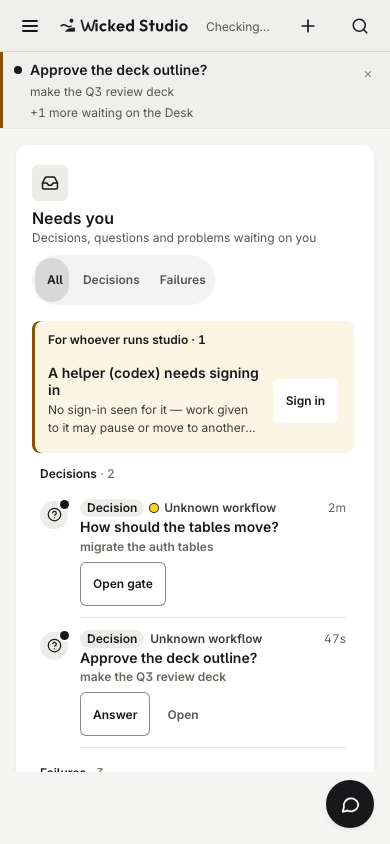 Wicked Studio
Checking...
Approve the deck outline?
make the Q3 review deck
+1 more waiting on the Desk
Needs you
Decisions, questions and problems waiting on you
All Decisions Failures
For whoever runs studio · 1
A helper (codex) needs signing
in
No sign-in seen for it — work given
to it may pause or move to another...
Sign in
Decisions · 2
Decision Unknown workflow 2m
How should the tables move?
migrate the auth tables
Open gate
Decision Unknown workflow 47s
Approve the deck outline?
make the Q3 review deck
Answer Open
Failures · 3